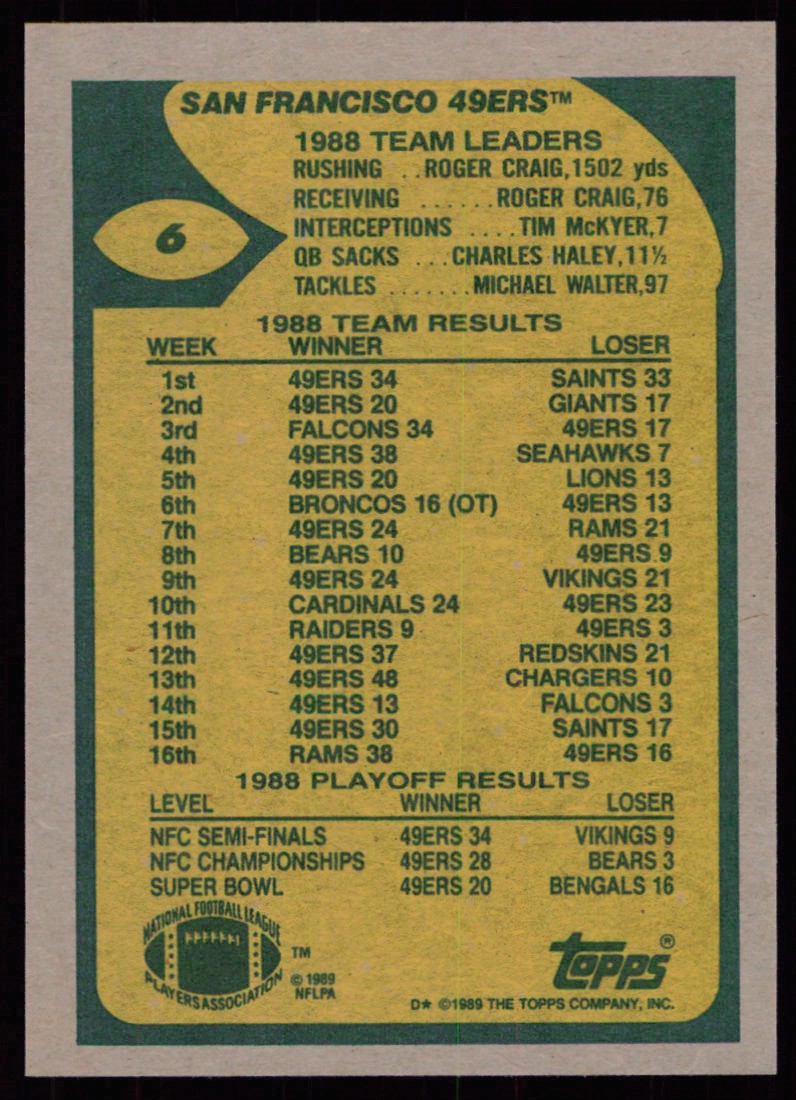 SAN FRANCISCO 49ERS™
1988 TEAM LEADERS
RUSHING ..ROGER CRAIG,1502 yds
RECEIVING ......ROGER CRAIG,76
6
INTERCEPTIONS ....TIM McKYER,7
QB SACKS ...CHARLES HALEY,11½
TACKLES .......MICHAEL WALTER,97
1988 TEAM RESULTS
WEEK WINNER LOSER
1st 49ERS 34 SAINTS 33
2nd 49ERS 20 GIANTS 17
3rd FALCONS 34 49ERS 17
4th 49ERS 38 SEAHAWKS 7
5th 49ERS 20 LIONS 13
6th BRONCOS 16 (OT) 49ERS 13
7th 49ERS 24 RAMS 21
8th BEARS 10 49ERS 9
9th 49ERS 24 VIKINGS 21
10th CARDINALS 24 49ERS 23
11th RAIDERS 9 49ERS 3
12th 49ERS 37 REDSKINS 21
13th 49ERS 48 CHARGERS 10
14th 49ERS 13 FALCONS 3
15th 49ERS 30 SAINTS 17
16th RAMS 38 49ERS 16
1988 PLAYOFF RESULTS
LEVEL WINNER LOSER
NFC SEMI-FINALS 49ERS 34 VIKINGS 9
NFC CHAMPIONSHIPS 49ERS 28 BEARS 3
SUPER BOWL 49ERS 20 BENGALS 16
NATIONAL FOOTBALL LEAGUE
PLAYERS ASSOCIATION
™
© 1989
NFLPA
Topps®
D★ ©1989 THE TOPPS COMPANY, INC.